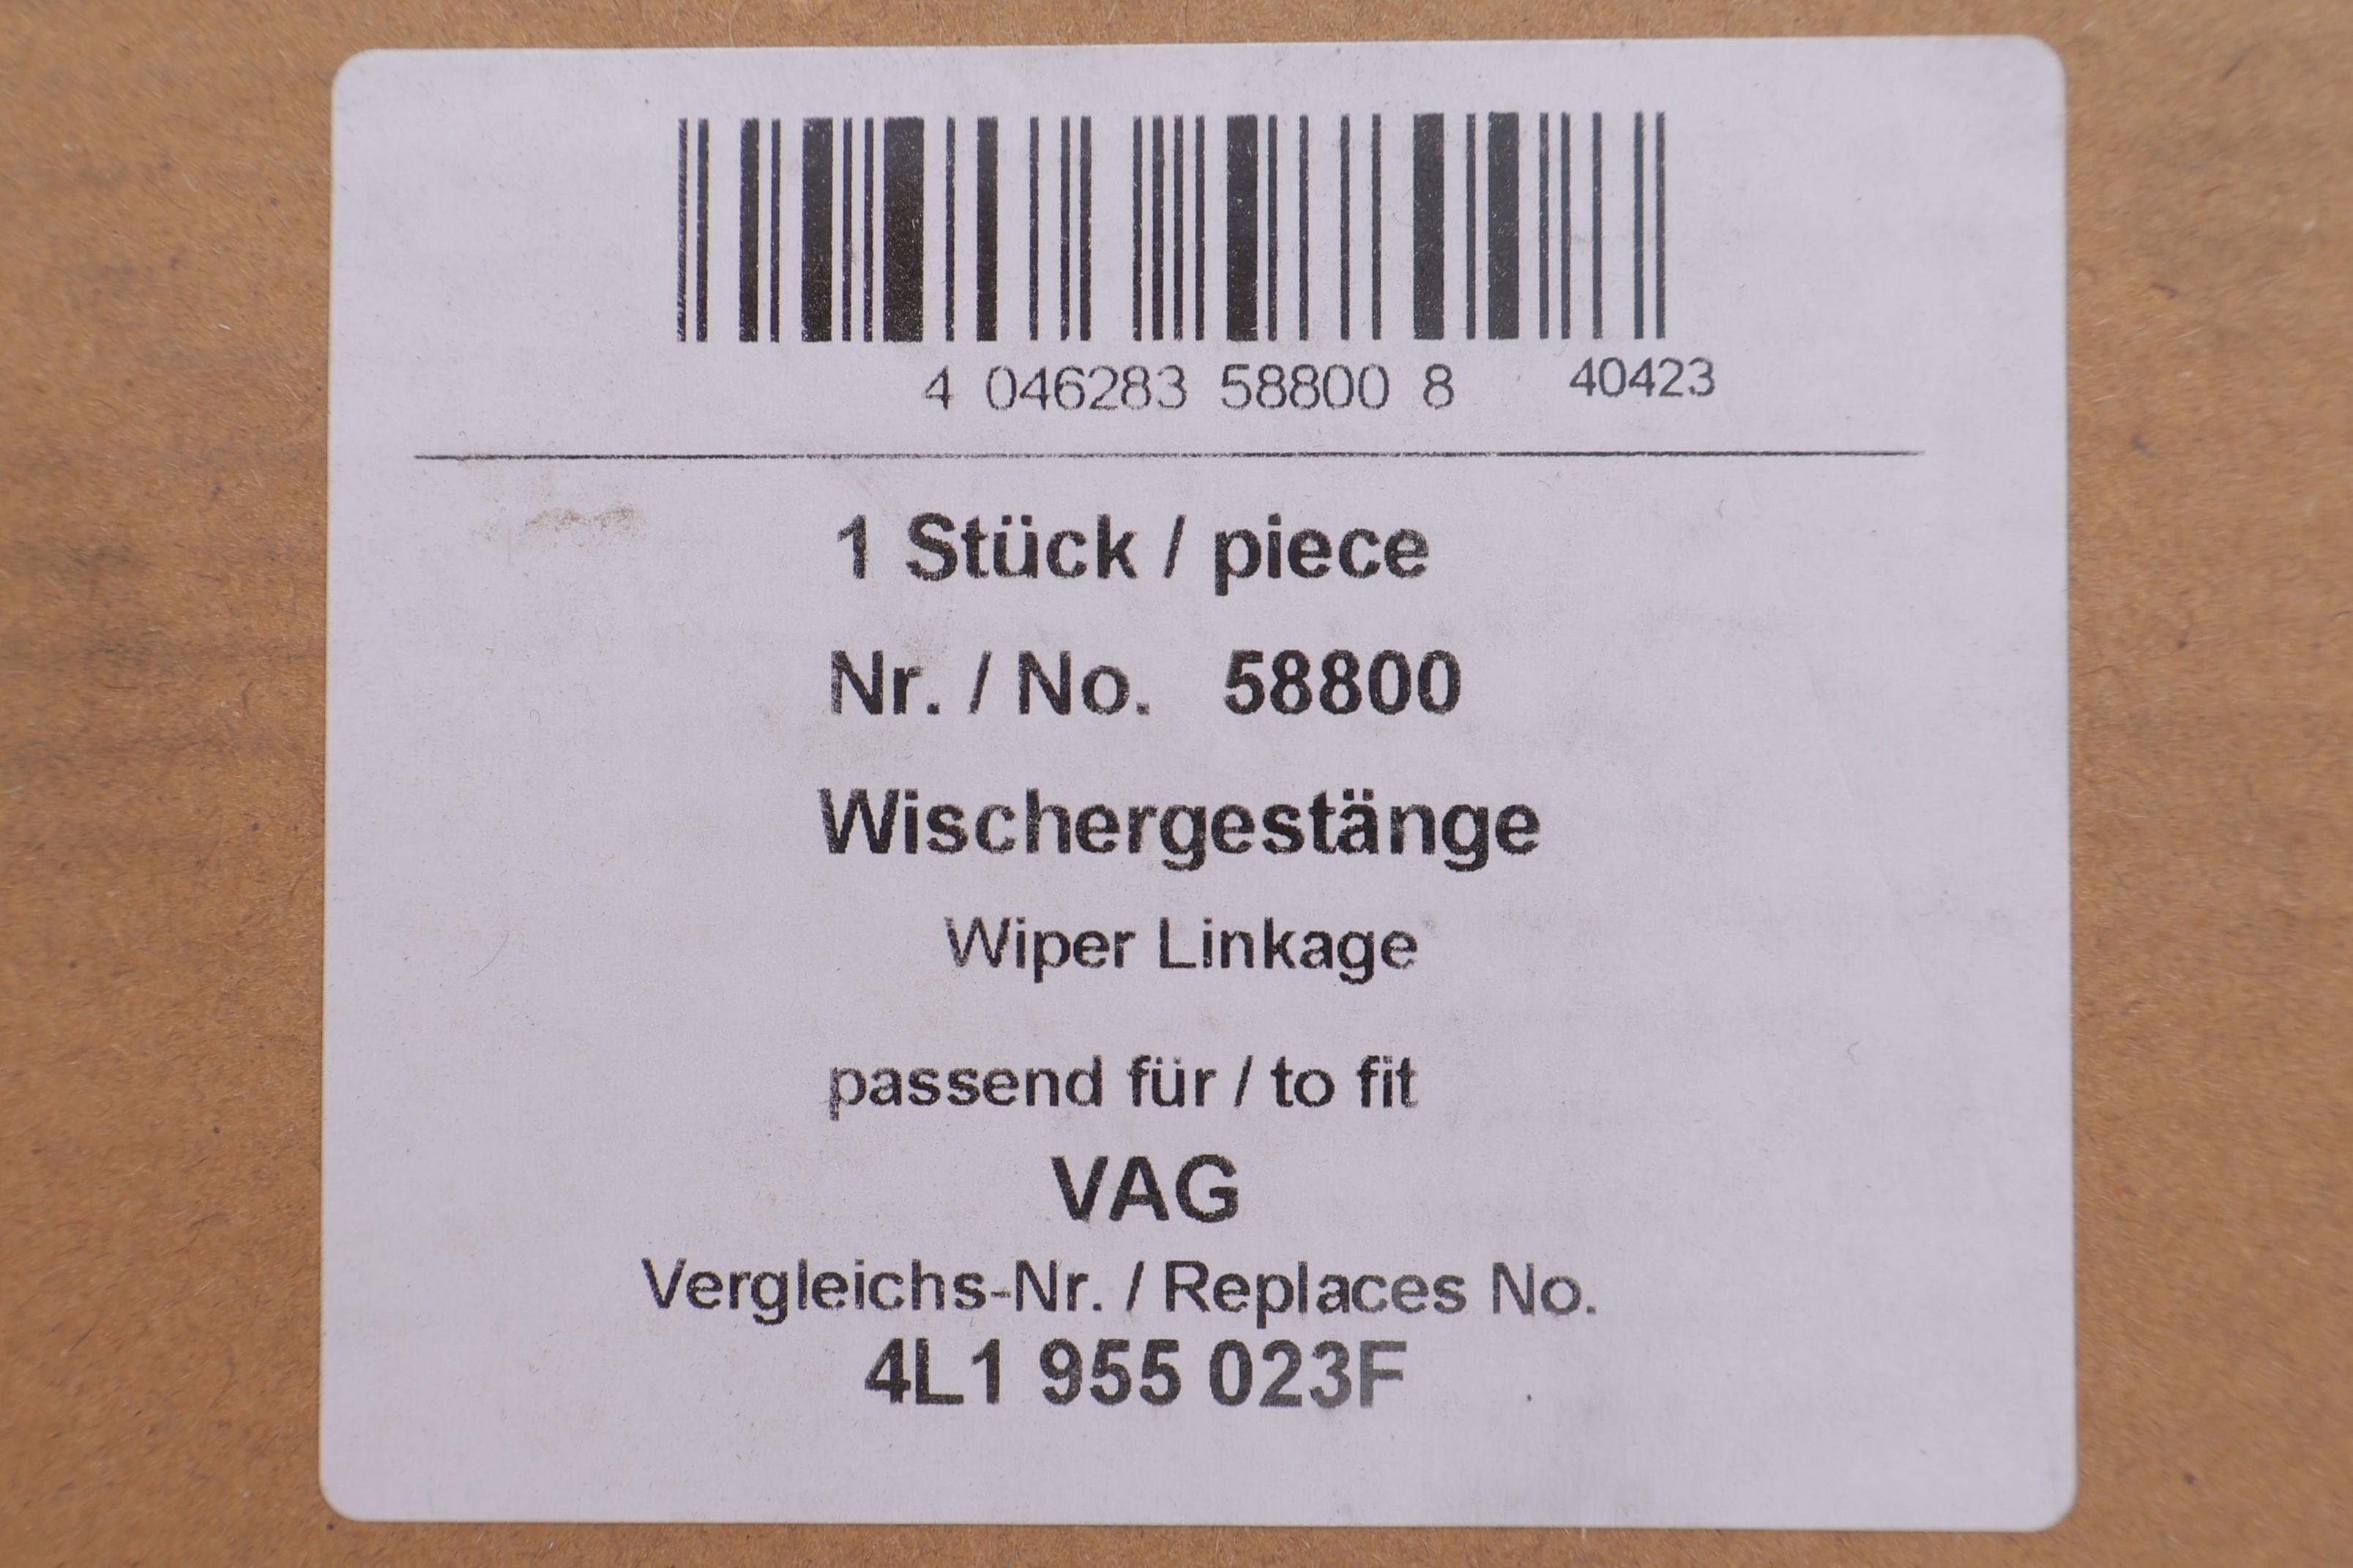 4 046283 58800 8 40423
1 Stück / piece
Nr. / No. 58800
Wischergestänge
Wiper Linkage
passend für / to fit
VAG
Vergleichs-Nr. / Replaces No.
4L1 955 023F